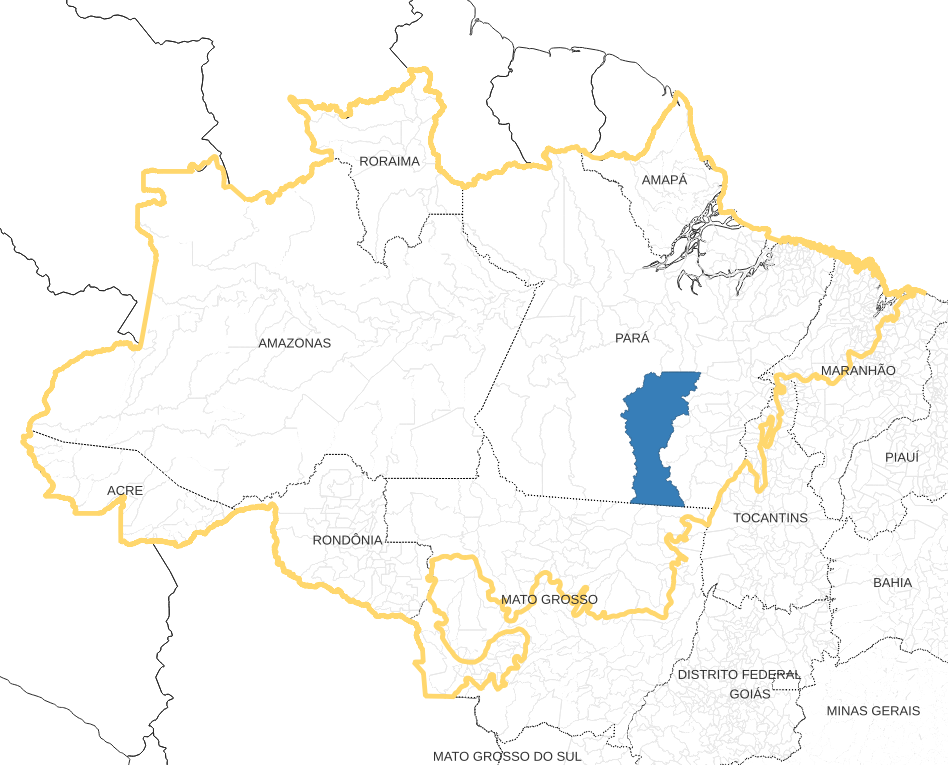 RORAIMA
AMAPÁ
AMAZONAS
PARÁ
MARANHÃO
PIAUÍ
ACRE
TOCANTINS
RONDÔNIA
BAHIA
MATO GROSSO
DISTRITO FEDERAL
GOIÁS
MINAS GERAIS
MATO GROSSO DO SUL